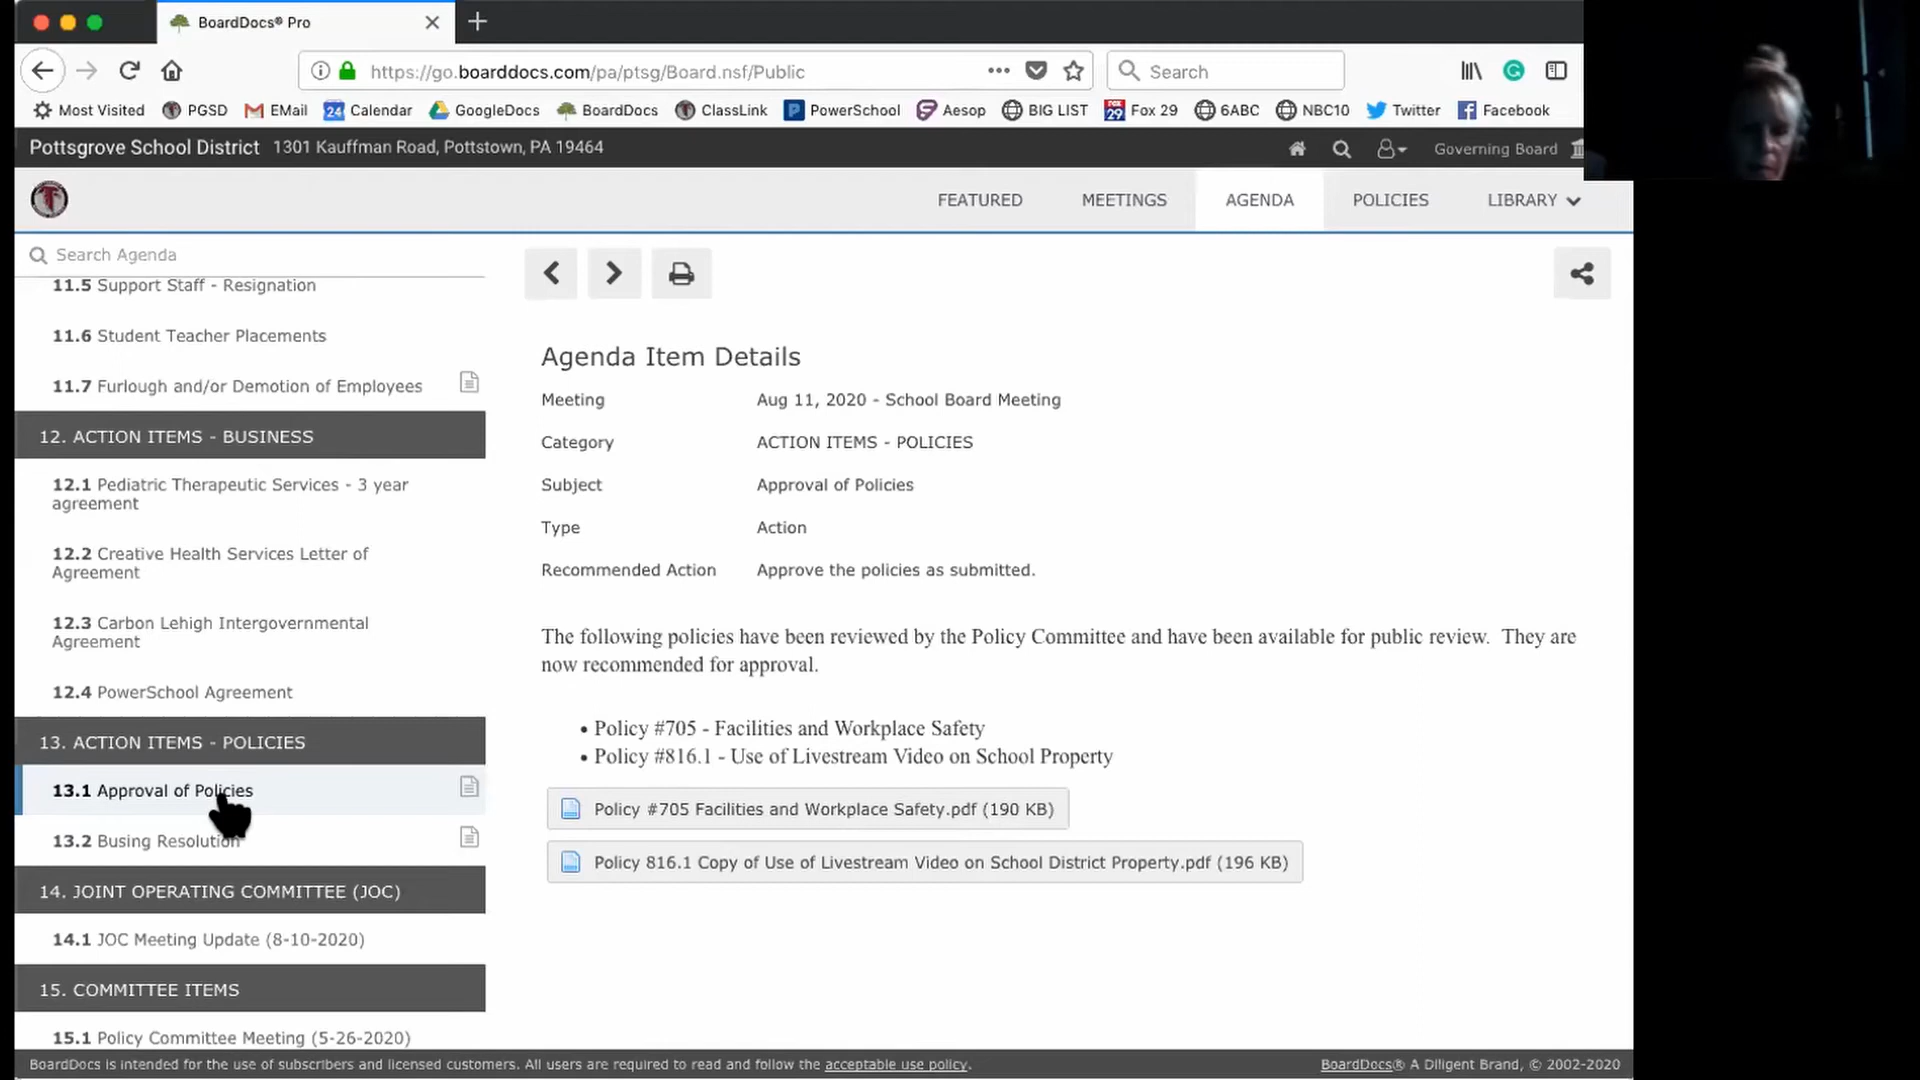 BoardDocs® Pro
https://go.boarddocs.com/pa/ptsg/Board.nsf/Public
Search
Most Visited PGSD EMail 24 Calendar GoogleDocs BoardDocs ClassLink PowerSchool Aesop BIG LIST Fox 29 6ABC NBC10 Twitter Facebook
Pottsgrove School District 1301 Kauffman Road, Pottstown, PA 19464
Governing Board
FEATURED MEETINGS AGENDA POLICIES LIBRARY
Search Agenda
11.5 Support Staff - Resignation
11.6 Student Teacher Placements
11.7 Furlough and/or Demotion of Employees
12. ACTION ITEMS - BUSINESS
12.1 Pediatric Therapeutic Services - 3 year
agreement
12.2 Creative Health Services Letter of
Agreement
12.3 Carbon Lehigh Intergovernmental
Agreement
12.4 PowerSchool Agreement
13. ACTION ITEMS - POLICIES
13.1 Approval of Policies
13.2 Busing Resolution
14. JOINT OPERATING COMMITTEE (JOC)
14.1 JOC Meeting Update (8-10-2020)
15. COMMITTEE ITEMS
15.1 Policy Committee Meeting (5-26-2020)
Agenda Item Details
Meeting Aug 11, 2020 - School Board Meeting
Category ACTION ITEMS - POLICIES
Subject Approval of Policies
Type Action
Recommended Action Approve the policies as submitted.
The following policies have been reviewed by the Policy Committee and have been available for public review. They are
now recommended for approval.
• Policy #705 - Facilities and Workplace Safety
• Policy #816.1 - Use of Livestream Video on School Property
Policy #705 Facilities and Workplace Safety.pdf (190 KB)
Policy 816.1 Copy of Use of Livestream Video on School District Property.pdf (196 KB)
BoardDocs is intended for the use of subscribers and licensed customers. All users are required to read and follow the acceptable use policy.
BoardDocs® A Diligent Brand, © 2002-2020